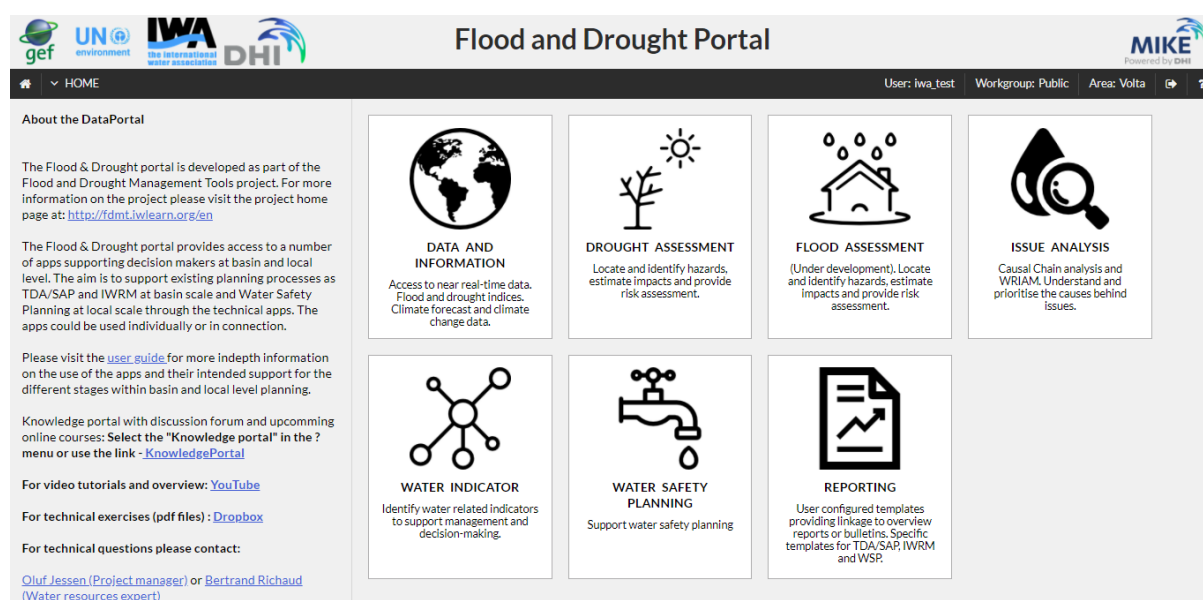 gef
UN
environment
IWA
the international
water association
DHI
Flood and Drought Portal
MIKE
Powered by DHI
HOME
User: iwa_test
Workgroup: Public
Area: Volta
?
About the DataPortal
The Flood & Drought portal is developed as part of the
Flood and Drought Management Tools project. For more
information on the project please visit the project home
page at: http://fdmt.iwlearn.org/en
The Flood & Drought portal provides access to a number
of apps supporting decision makers at basin and local
level. The aim is to support existing planning processes as
TDA/SAP and IWRM at basin scale and Water Safety
Planning at local scale through the technical apps. The
apps could be used individually or in connection.
Please visit the user guide for more indepth information
on the use of the apps and their intended support for the
different stages within basin and local level planning.
Knowledge portal with discussion forum and upcomming
online courses: Select the "Knowledge portal" in the ?
menu or use the link - KnowledgePortal
For video tutorials and overview: YouTube
For technical exercises (pdf files) : Dropbox
For technical questions please contact:
Oluf Jessen (Project manager) or Bertrand Richaud
(Water resources expert)
DATA AND
INFORMATION
Access to near real-time data.
Flood and drought indices.
Climate forecast and climate
change data.
DROUGHT ASSESSMENT
Locate and identify hazards,
estimate impacts and provide
risk assessment.
FLOOD ASSESSMENT
(Under development). Locate
and identify hazards, estimate
impacts and provide risk
assessment.
ISSUE ANALYSIS
Causal Chain analysis and
WRIAM. Understand and
prioritise the causes behind
issues.
WATER INDICATOR
Identify water related indicators
to support management and
decision-making.
WATER SAFETY
PLANNING
Support water safety planning
REPORTING
User configured templates
providing linkage to overview
reports or bulletins. Specific
templates for TDA/SAP, IWRM
and WSP.